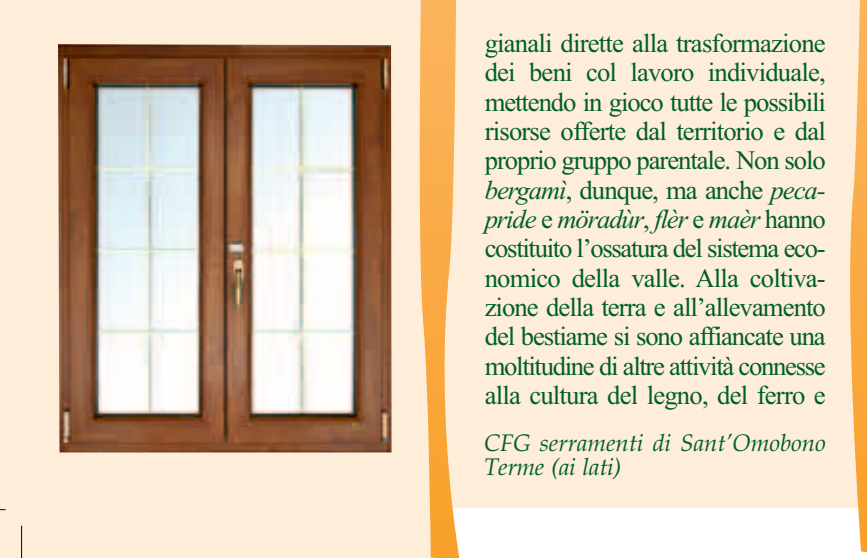 gianali dirette alla trasformazione
dei beni col lavoro individuale,
mettendo in gioco tutte le possibili
risorse offerte dal territorio e dal
proprio gruppo parentale. Non solo
bergamì, dunque, ma anche peca-
pride e möradùr, flèr e maèr hanno
costituito l'ossatura del sistema eco-
nomico della valle. Alla coltiva-
zione della terra e all'allevamento
del bestiame si sono affiancate una
moltitudine di altre attività connesse
alla cultura del legno, del ferro e
CFG serramenti di Sant'Omobono
Terme (ai lati)